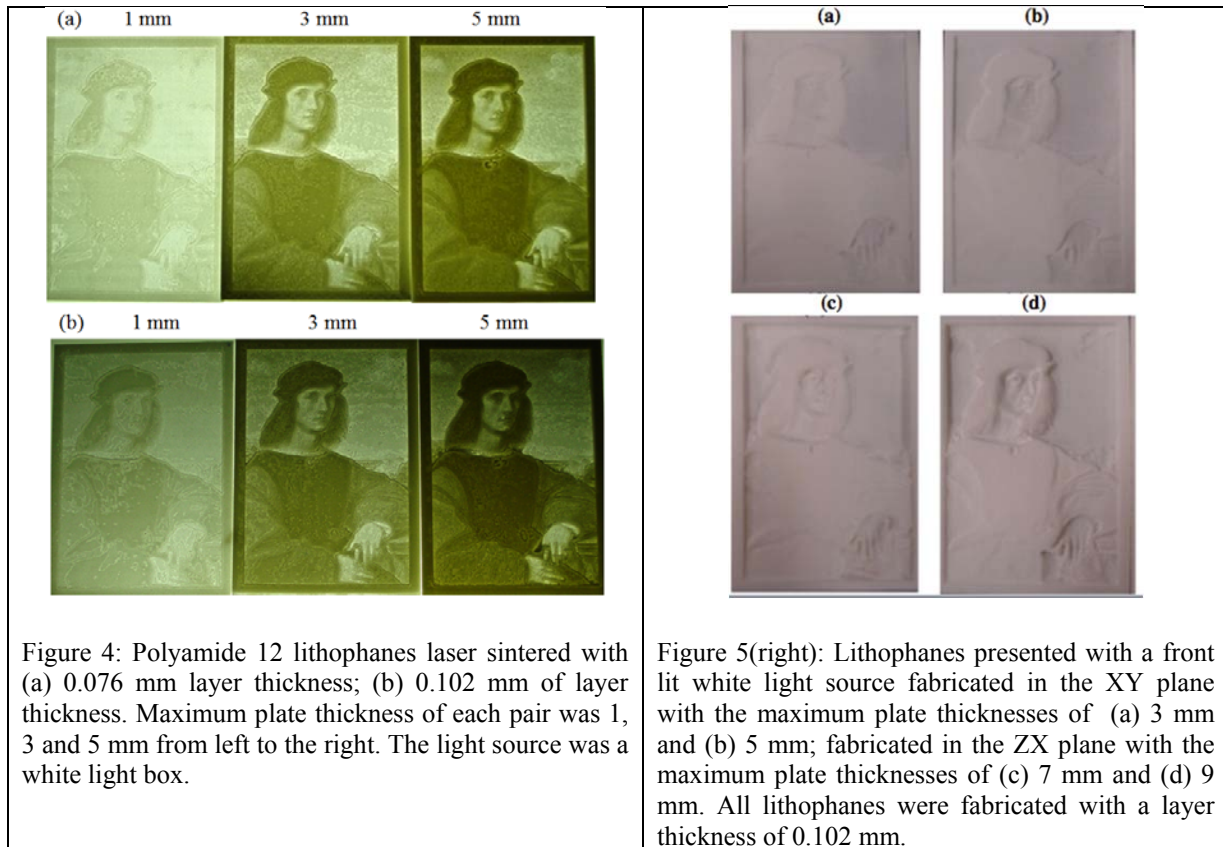 (a) 1 mm 3 mm 5 mm
(b) 1 mm 3 mm 5 mm
Figure 4: Polyamide 12 lithophanes laser sintered with
(a) 0.076 mm layer thickness; (b) 0.102 mm of layer
thickness. Maximum plate thickness of each pair was 1,
3 and 5 mm from left to the right. The light source was a
white light box.
(a) (b)
(c) (d)
Figure 5(right): Lithophanes presented with a front
lit white light source fabricated in the XY plane
with the maximum plate thicknesses of (a) 3 mm
and (b) 5 mm; fabricated in the ZX plane with the
maximum plate thicknesses of (c) 7 mm and (d) 9
mm. All lithophanes were fabricated with a layer
thickness of 0.102 mm.